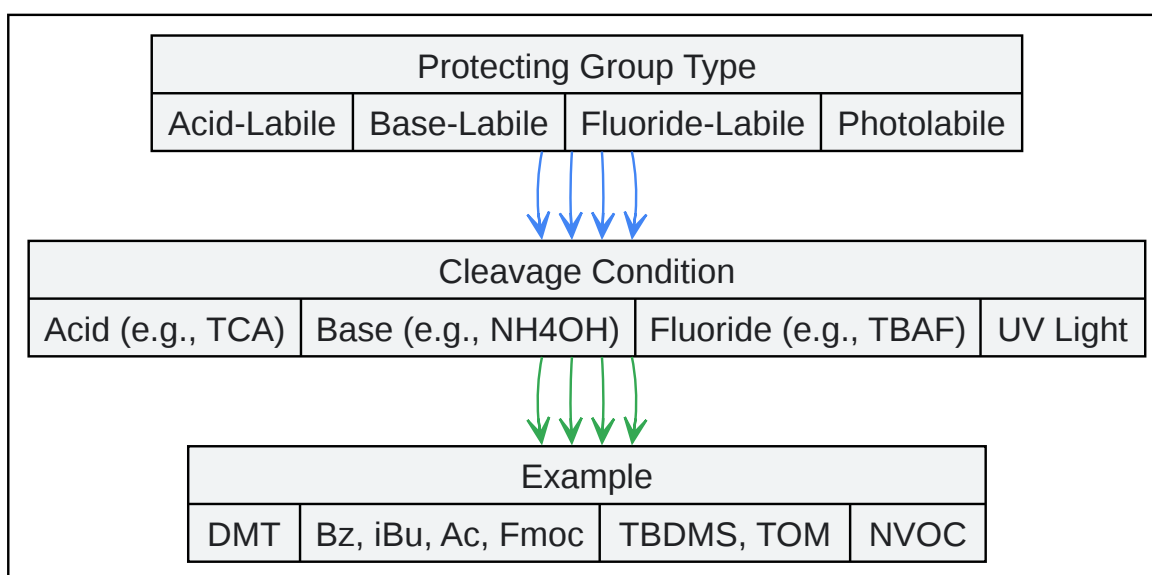 Protecting Group Type
Acid-Labile Base-Labile Fluoride-Labile Photolabile
Cleavage Condition
Acid (e.g., TCA) Base (e.g., NH4OH) Fluoride (e.g., TBAF) UV Light
Example
DMT Bz, iBu, Ac, Fmoc TBDMS, TOM NVOC